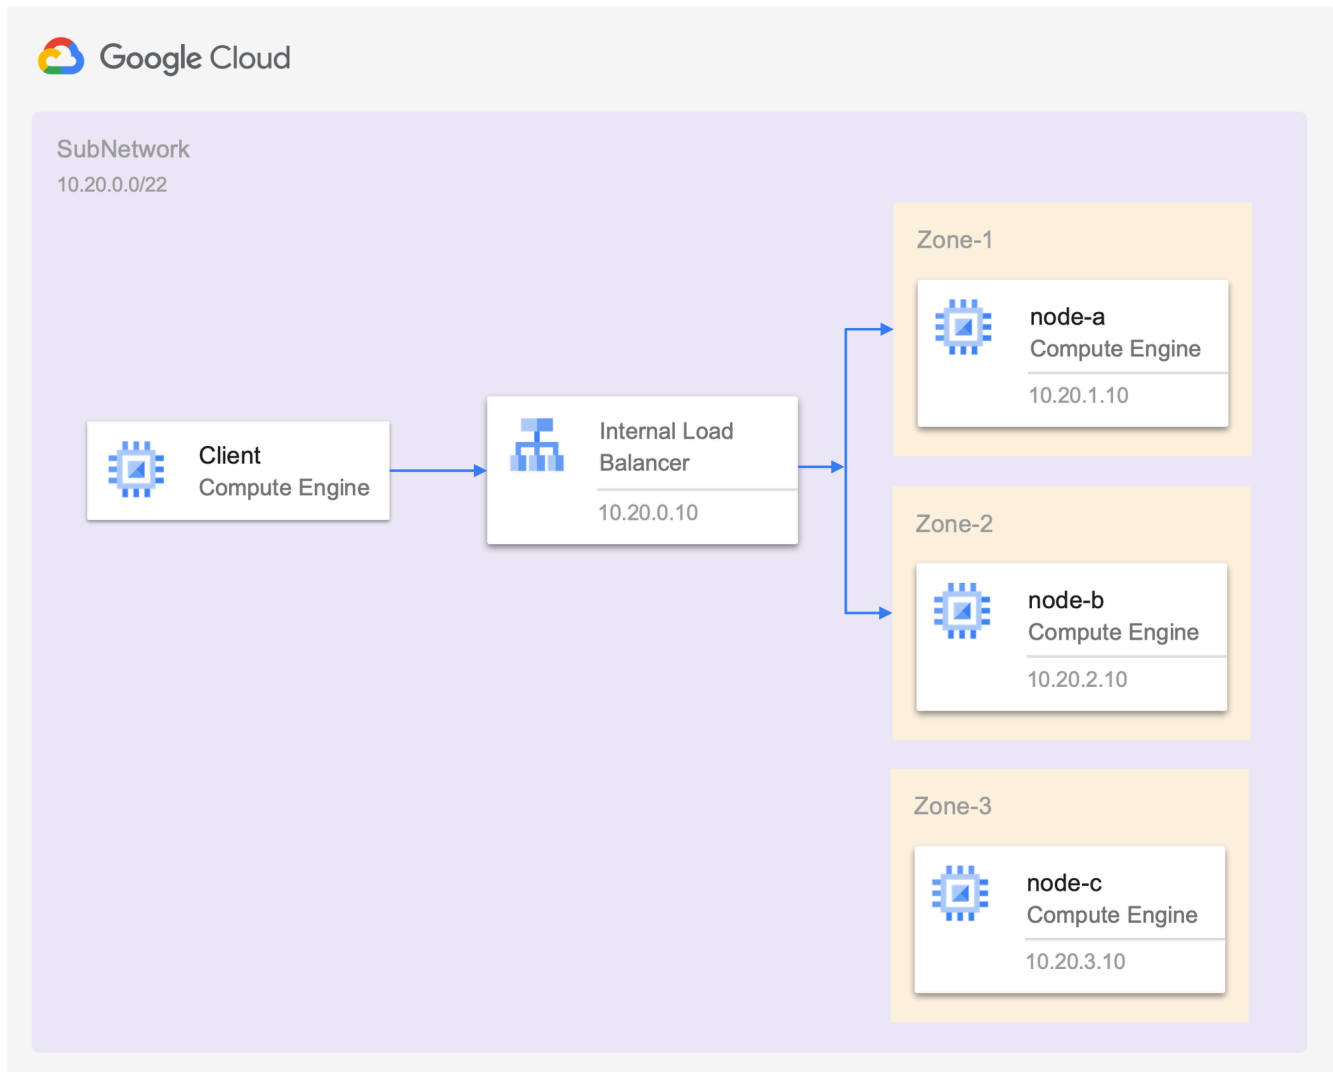 Google Cloud
SubNetwork
10.20.0.0/22
Zone-1
node-a
Compute Engine
10.20.1.10
Client
Compute Engine
Internal Load
Balancer
10.20.0.10
Zone-2
node-b
Compute Engine
10.20.2.10
Zone-3
node-c
Compute Engine
10.20.3.10